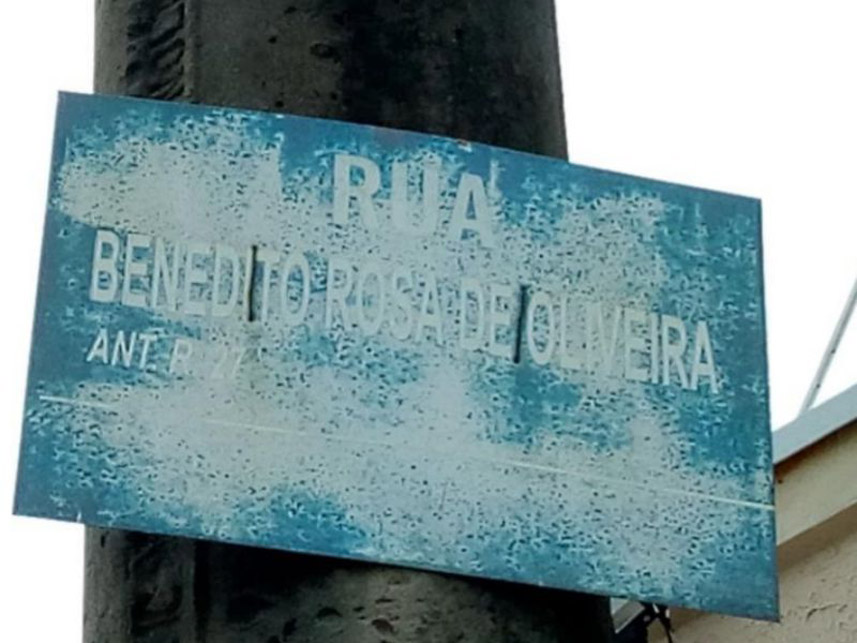 RUA
BENEDITO ROSA DE OLIVEIRA
ANT. R. 27